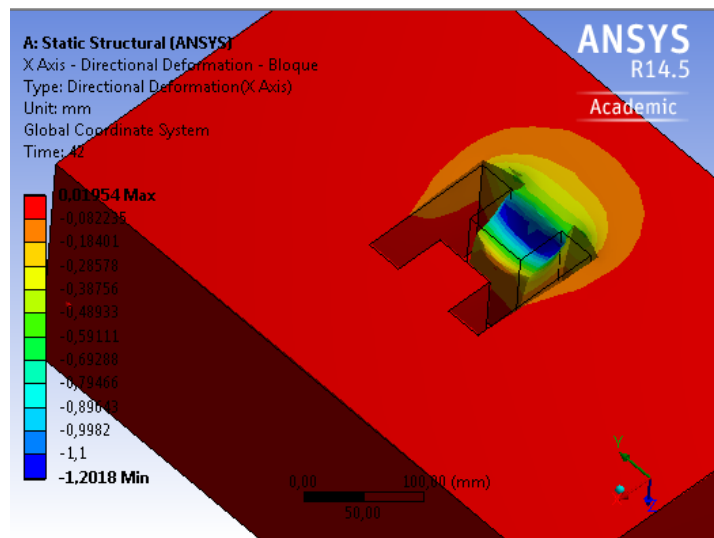 A: Static Structural (ANSYS)
X Axis - Directional Deformation - Bloque
Type: Directional Deformation(X Axis)
Unit: mm
Global Coordinate System
Time: 42
0,01954 Max
-0,082235
-0,18401
-0,28578
-0,38756
-0,48933
-0,59111
-0,69288
-0,79466
-0,89643
-0,9982
-1,1
-1,2018 Min
ANSYS
R14.5
Academic
0,00
100,00 (mm)
50,00
Y
Z